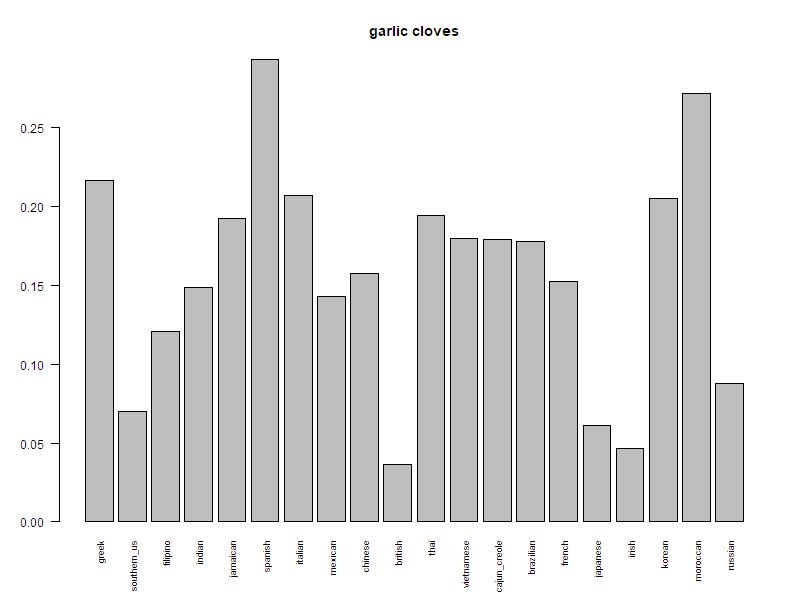 garlic cloves
0.25
0.20
0.15
0.10
0.05
0.00
greek
southern_us
filipino
indian
jamaican
spanish
italian
mexican
chinese
british
thai
vietnamese
cajun_creole
brazilian
french
japanese
irish
korean
moroccan
russian